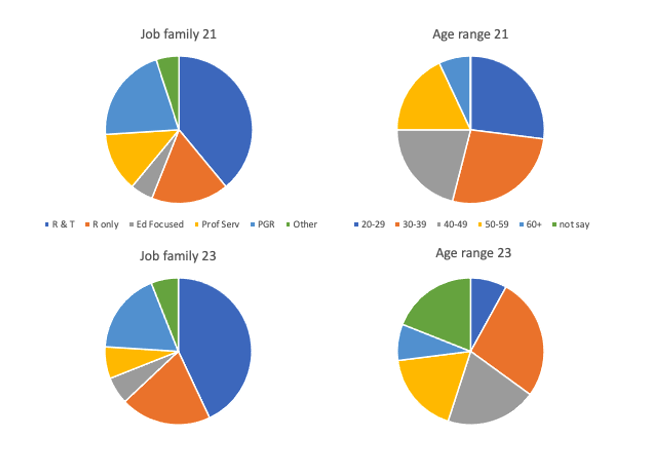 Job family 21
Age range 21
R & T R only Ed Focused Prof Serv PGR Other
20-29 30-39 40-49 50-59 60+ not say
Job family 23
Age range 23